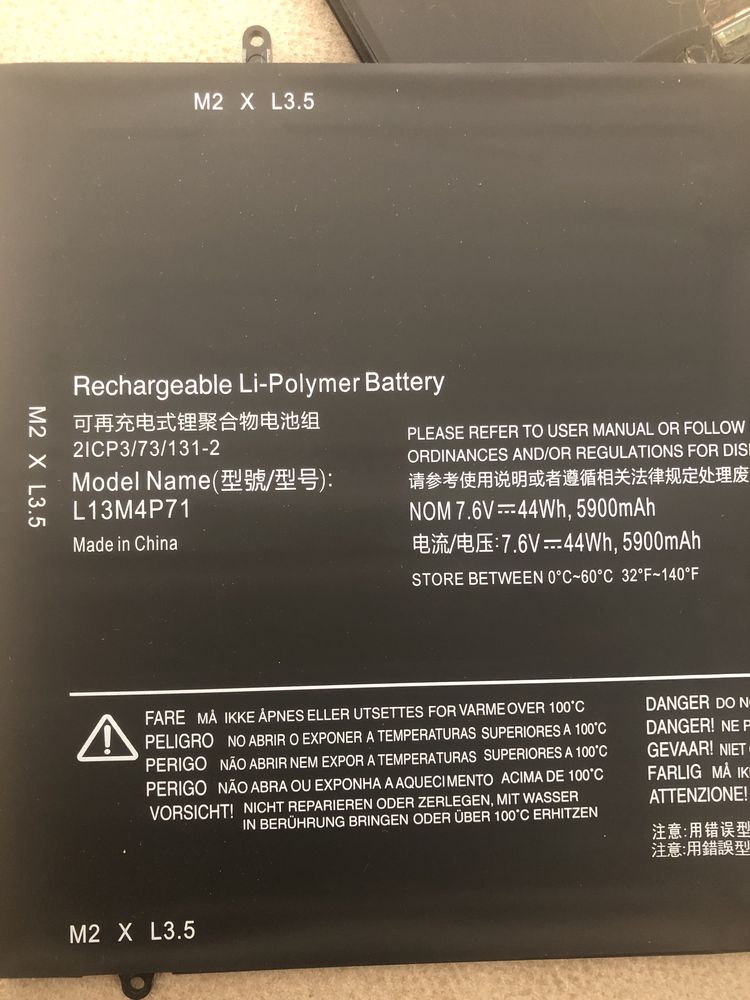 M2 X L3.5
Rechargeable Li-Polymer Battery
可再充电式锂聚合物电池组
2ICP3/73/131-2
Model Name(型號/型号):
L13M4P71
Made in China
M2 X L3.5
PLEASE REFER TO USER MANUAL OR FOLLOW
ORDINANCES AND/OR REGULATIONS FOR
请参考使用说明或者遵循相关法律规定处理废
NOM 7.6V⎓44Wh, 5900mAh
电流/电压:7.6V⎓44Wh, 5900mAh
STORE BETWEEN 0°C~60°C 32°F~140°F
FARE MÅ IKKE ÅPNES ELLER UTSETTES FOR VARME OVER 100°C
PELIGRO NO ABRIR O EXPONER A TEMPERATURAS SUPERIORES A 100°C
PERIGO NÃO ABRIR NEM EXPOR A TEMPERATURAS SUPERIORES A 100°C
PERIGO NÃO ABRA OU EXPONHA A AQUECIMENTO ACIMA DE 100°C
VORSICHT! NICHT REPARIEREN ODER ZERLEGEN, MIT WASSER
IN BERÜHRUNG BRINGEN ODER ÜBER 100°C ERHITZEN
DANGER DO
DANGER! NE
GEVAAR! NIET
FARLIG MÅ
ATTENZIONE!
注意:用错误型
注意:用錯誤型
M2 X L3.5